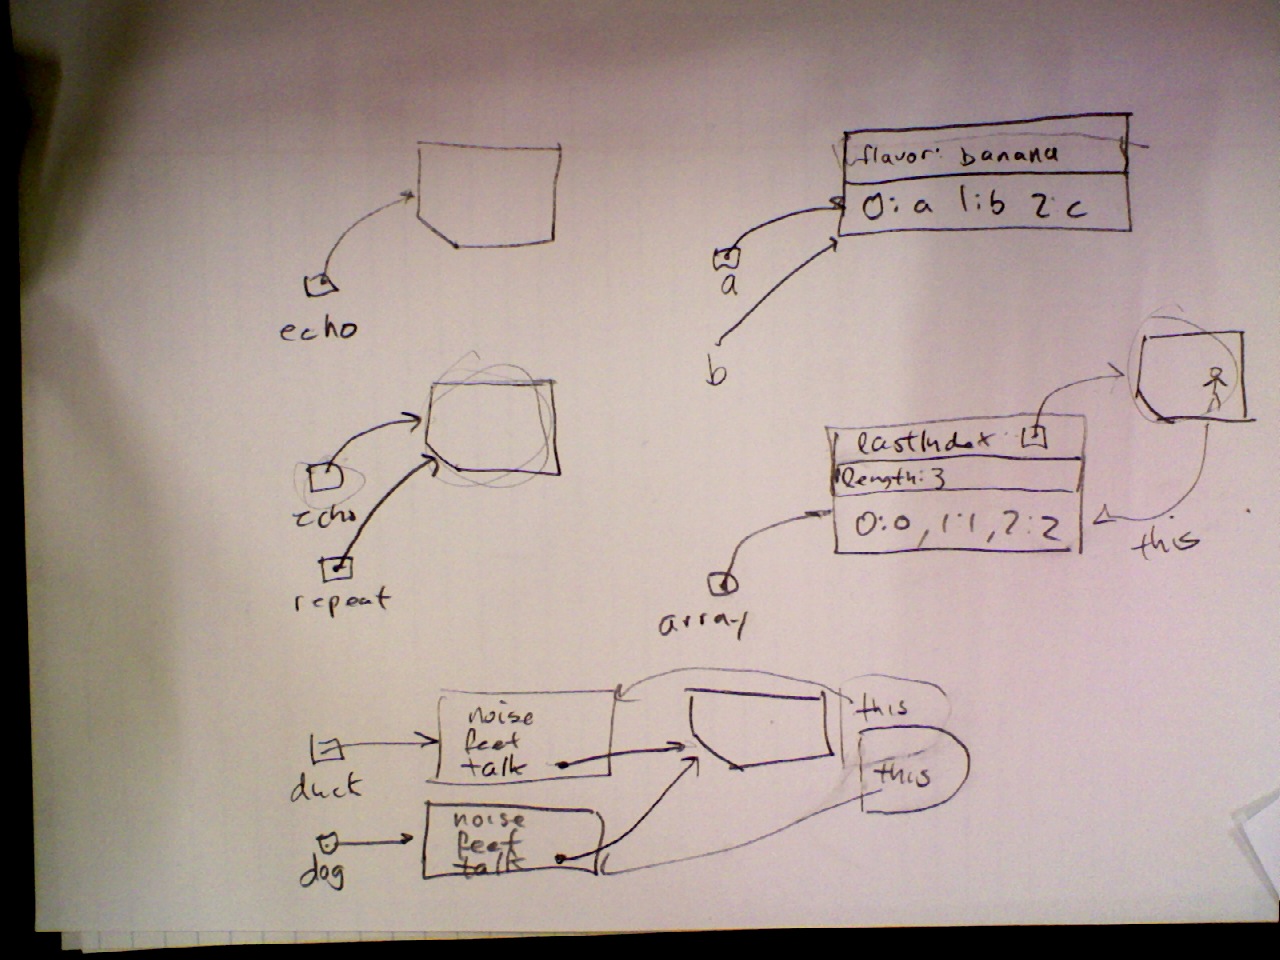 echo
flavor: banana
0: a 1: b 2: c
a
b
echo
repeat
lastIndex:
length: 3
0:0, 1:1, 2:2
this
array
duck
noise
feet
talk
this
this
dog
noise
feet
talk